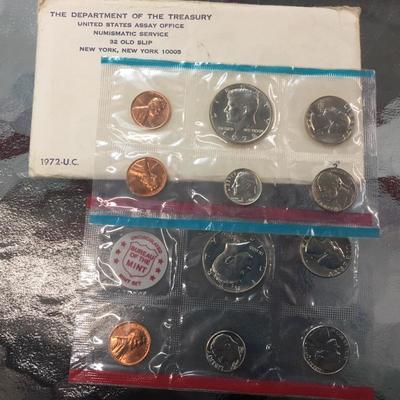 THE DEPARTMENT OF THE TREASURY
UNITED STATES ASSAY OFFICE
NUMISMATIC SERVICE
32 OLD SLIP
NEW YORK, NEW YORK 10005
1972-U.C.
BUREAU
OF THE
MINT